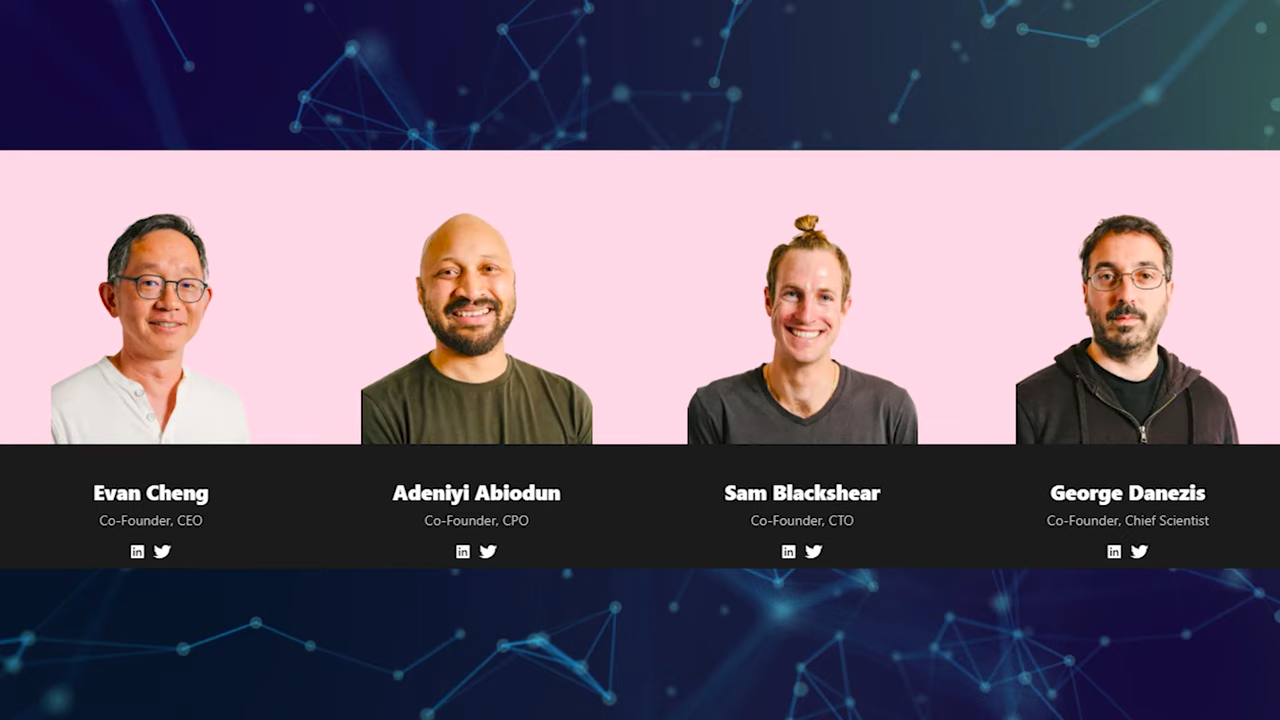 Evan Cheng
Co-Founder, CEO
Adeniyi Abiodun
Co-Founder, CPO
Sam Blackshear
Co-Founder, CTO
George Danezis
Co-Founder, Chief Scientist